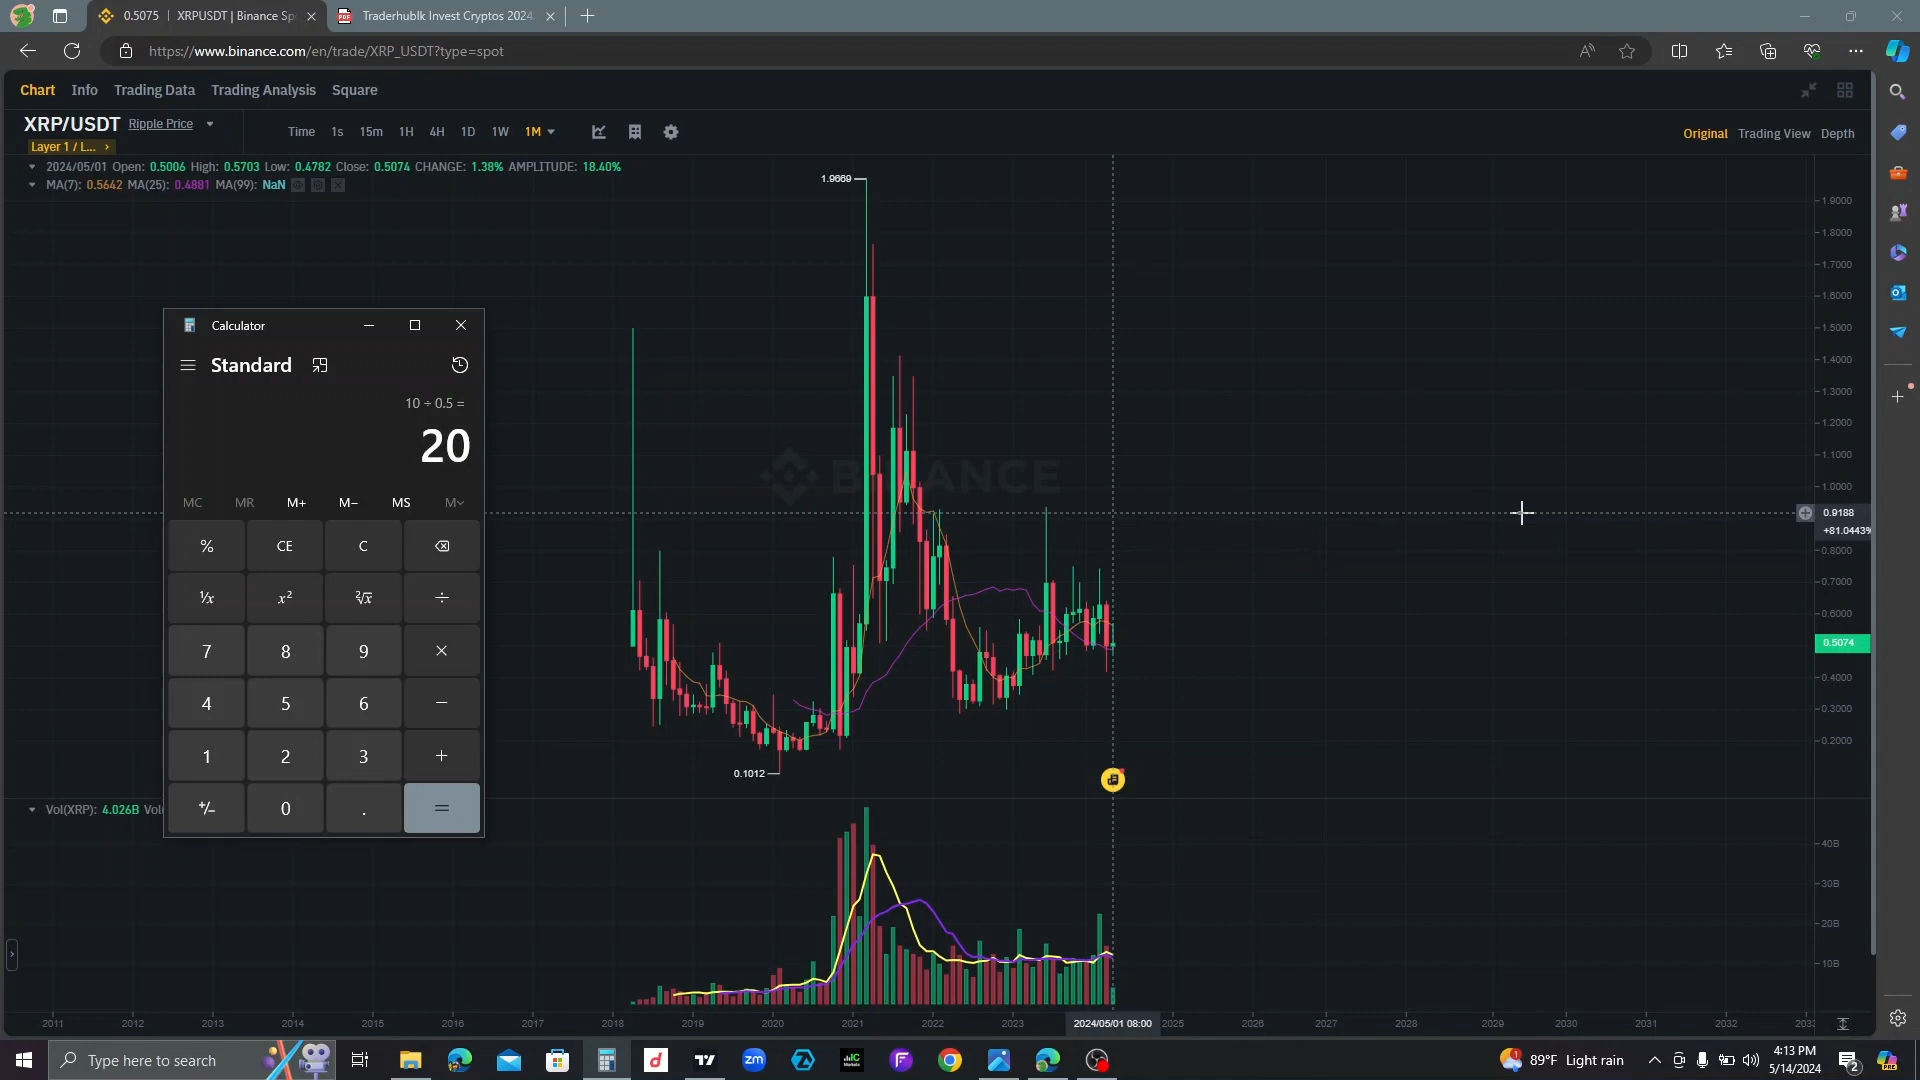 0.5075 | XRPUSDT | Binance Sp
Traderhublk Invest Cryptos 2024.
https://www.binance.com/en/trade/XRP_USDT?type=spot
Chart Info Trading Data Trading Analysis Square
XRP/USDT Ripple Price
Time 1s 15m 1H 4H 1D 1W 1M
Original Trading View Depth
Layer 1 / L... >
2024/05/01 Open: 0.5006 High: 0.5703 Low: 0.4782 Close: 0.5074 CHANGE: 1.38% AMPLITUDE: 18.40%
MA(7): 0.5642 MA(25): 0.4881 MA(99): NaN
1.9669
1.9000
1.8000
1.7000
1.6000
1.5000
1.4000
1.3000
1.2000
1.1000
1.0000
0.9188
+81.0443%
0.8000
0.7000
0.6000
0.5074
0.4000
0.3000
0.2000
BINANCE
Calculator
Standard
10 ÷ 0.5 =
20
MC MR M+ M− MS M
% CE C
¹/x x² ²√x ÷
7 8 9 ×
4 5 6 −
1 2 3 +
+/− 0 . =
0.1012
Vol(XRP): 4.026B Vol
40B
30B
20B
10B
2011 2012 2013 2014 2015 2016 2017 2018 2019 2020 2021 2022 2023 2024/05/01 08:00 2025 2026 2027 2028 2029 2030 2031 2032 2033
Type here to search
89°F Light rain
4:13 PM
5/14/2024
2